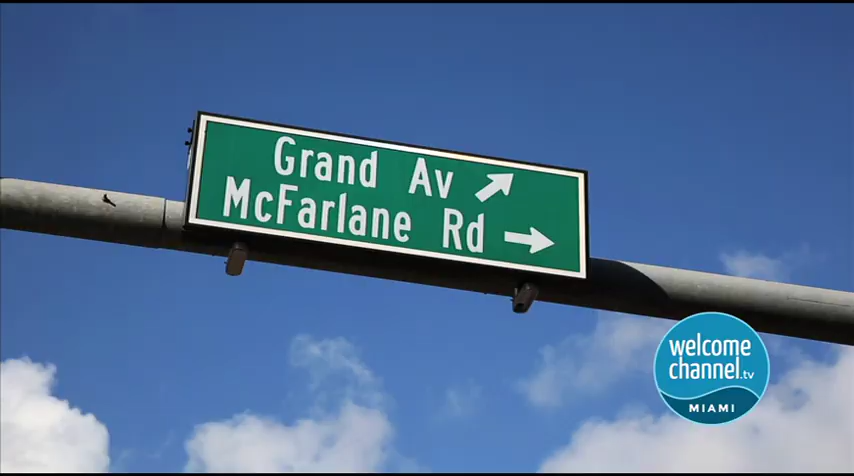 Grand Av
McFarlane Rd
welcome
channel.tv
MIAMI